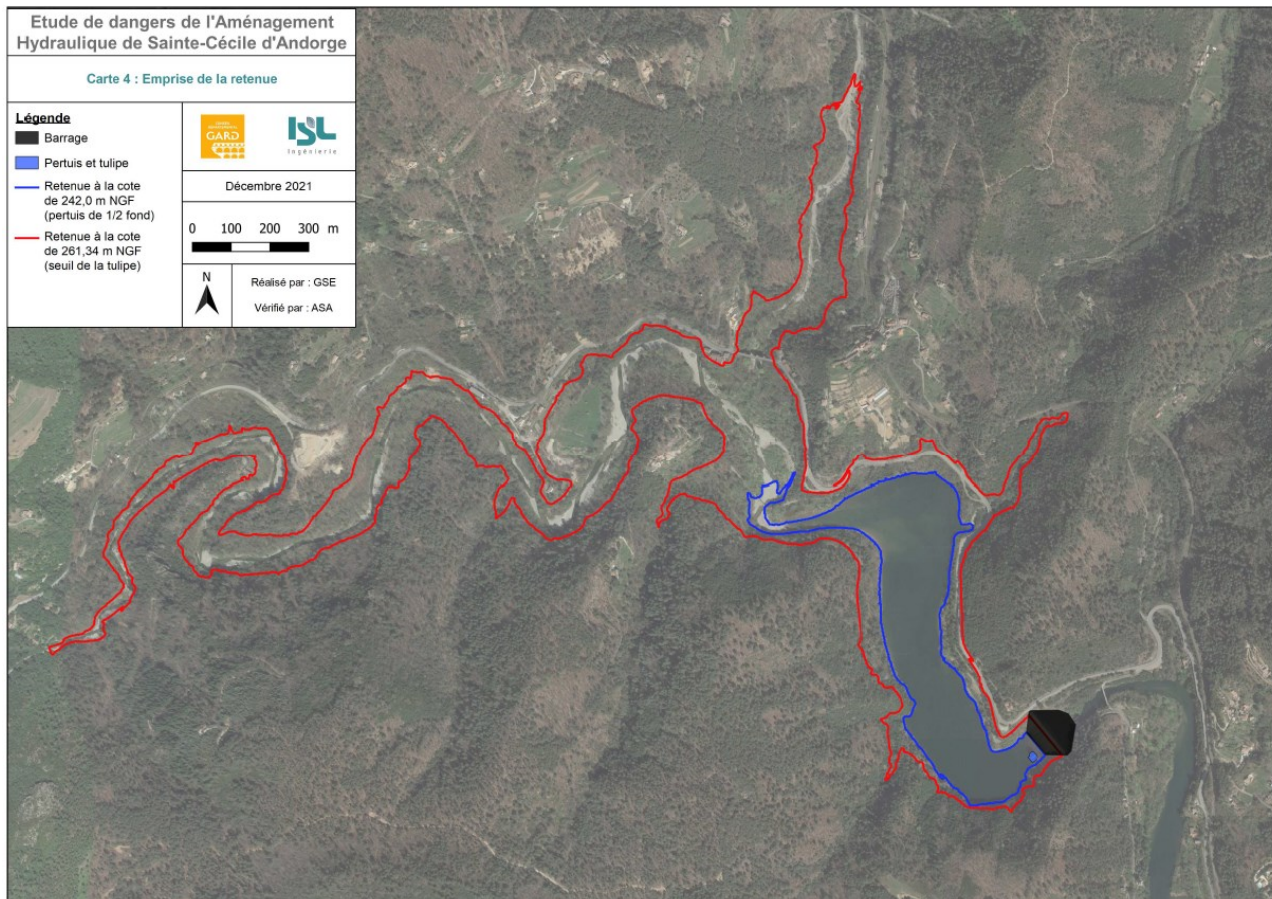 Etude de dangers de l'Aménagement
Hydraulique de Sainte-Cécile d'Andorge
Carte 4 : Emprise de la retenue
Légende
Barrage
Pertuis et tulipe
Retenue à la cote
de 242,0 m NGF
(pertuis de 1/2 fond)
Retenue à la cote
de 261,34 m NGF
(seuil de la tulipe)
GARD
ISL
Ingénierie
Décembre 2021
0 100 200 300 m
N
Réalisé par : GSE
Vérifié par : ASA